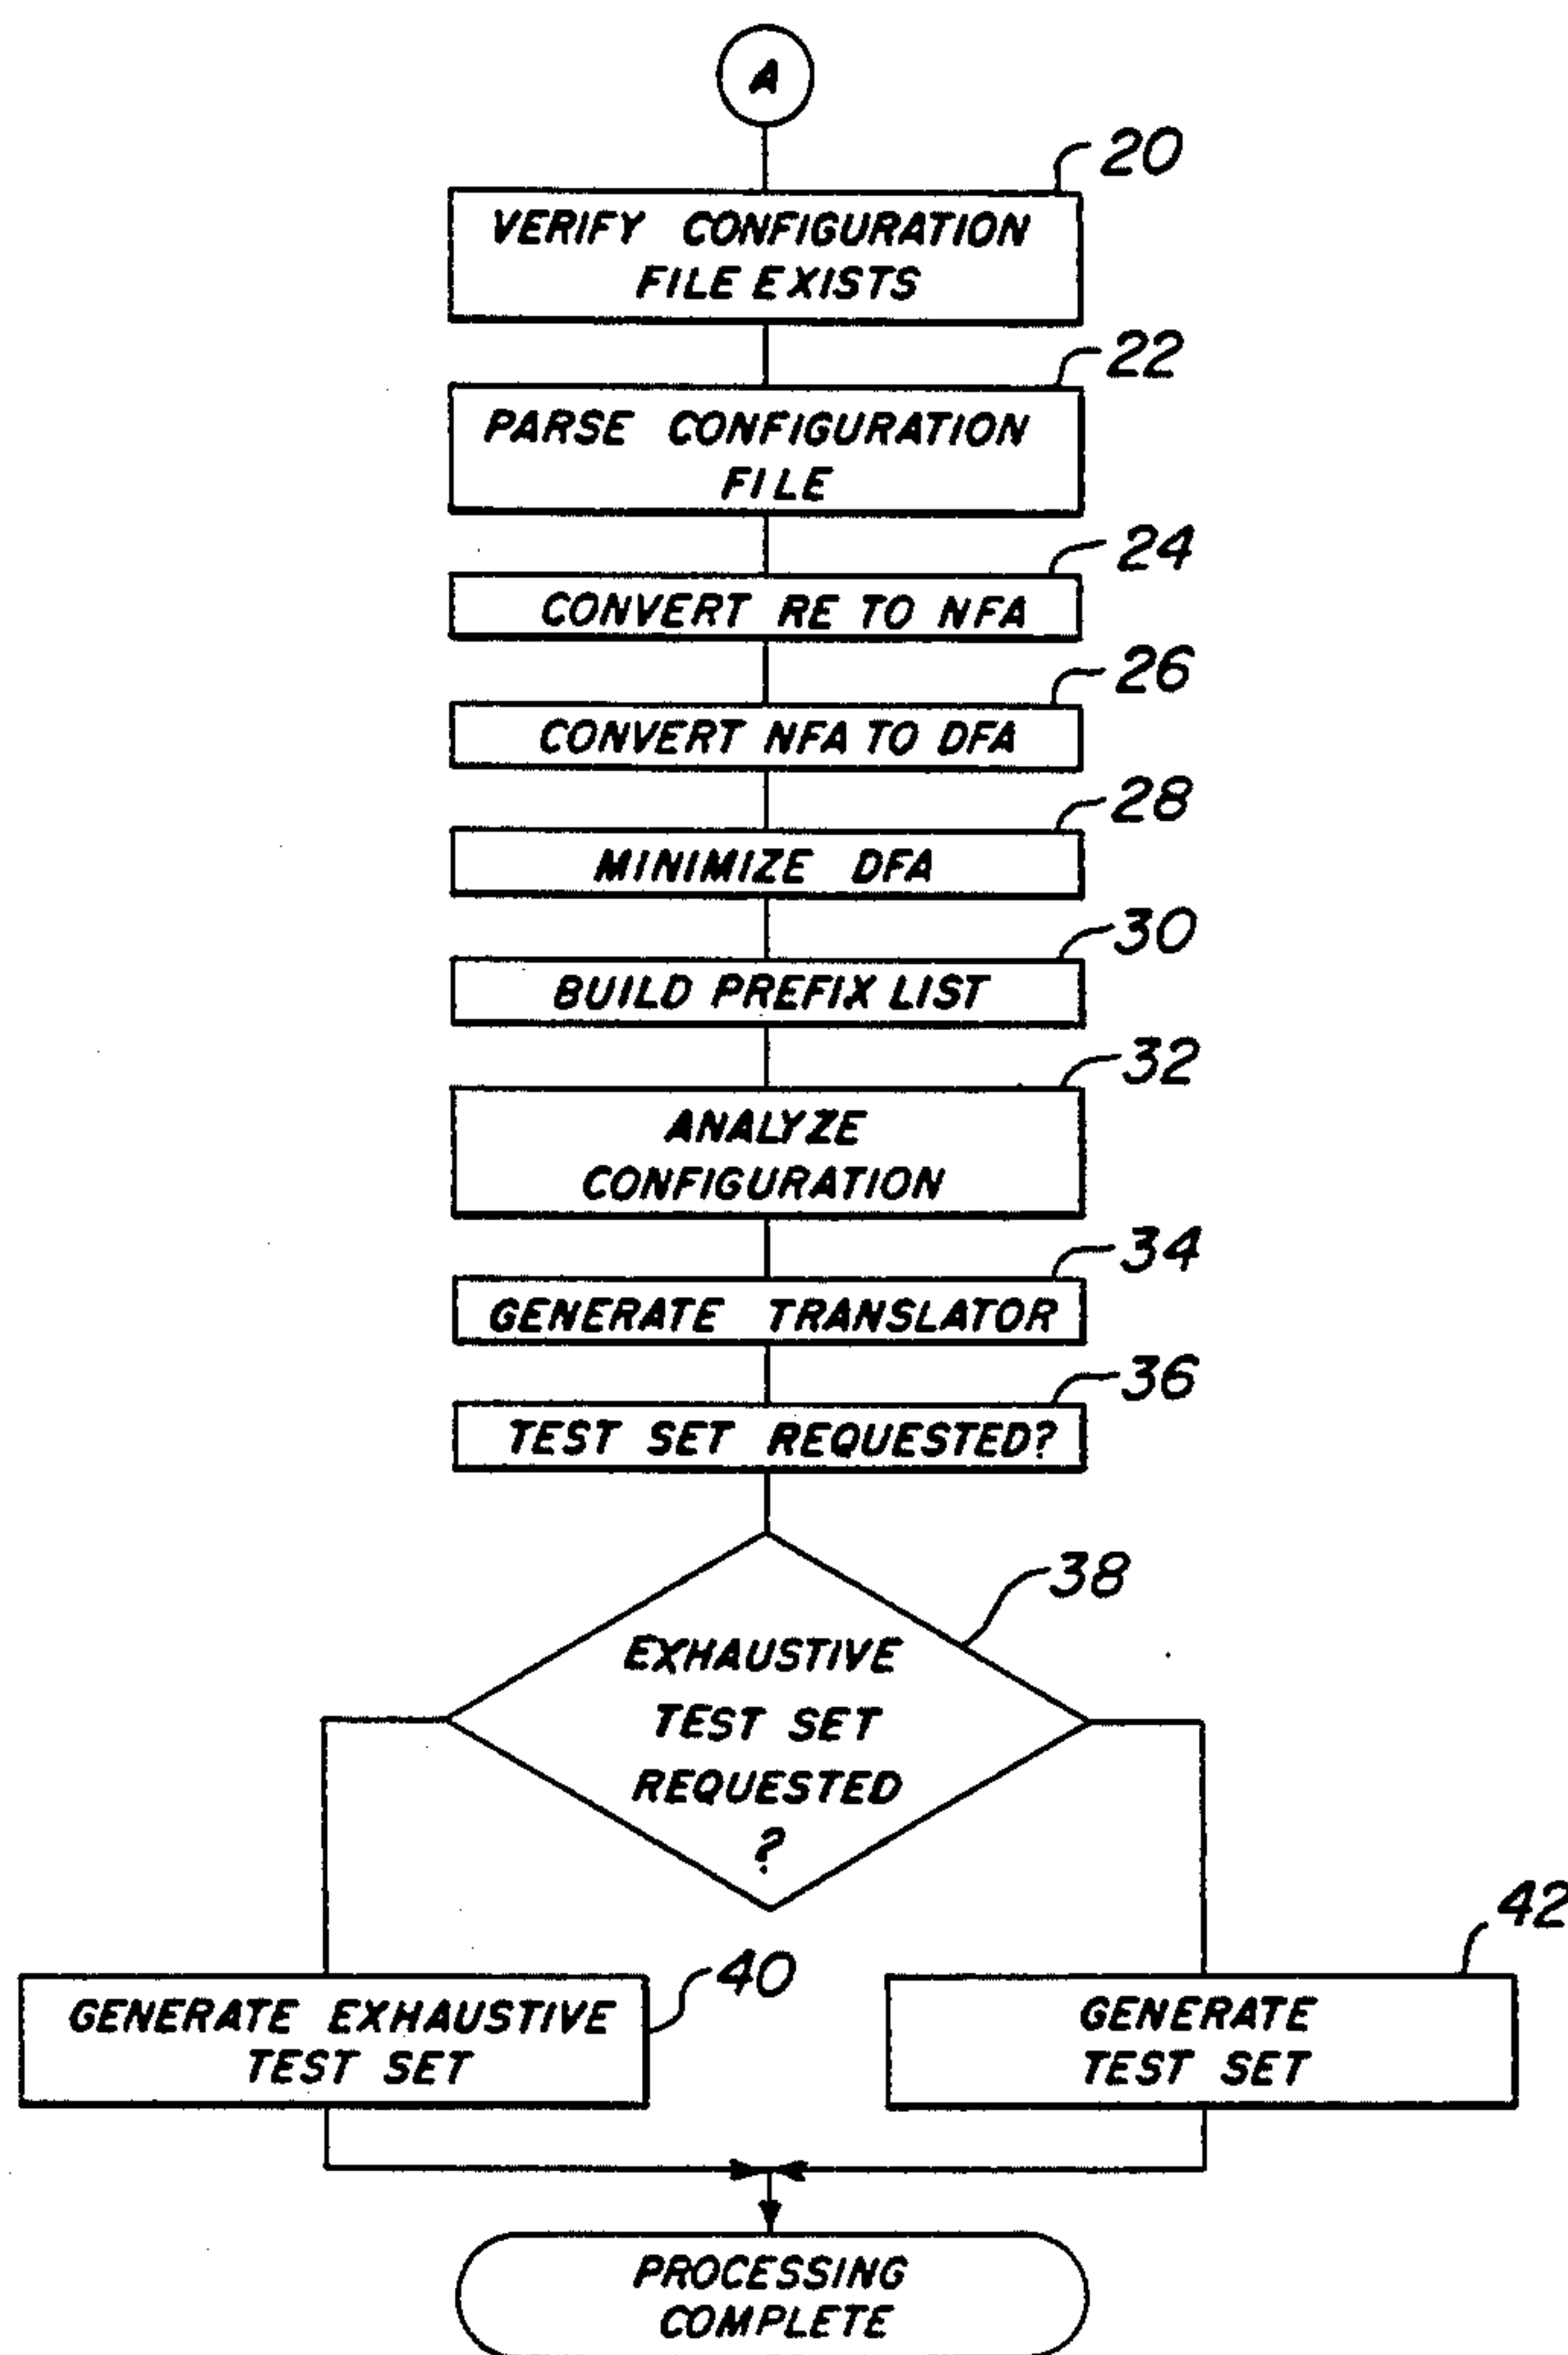 A
20
VERIFY CONFIGURATION
FILE EXISTS
22
PARSE CONFIGURATION
FILE
24
CONVERT RE TO NFA
26
CONVERT NFA TO DFA
28
MINIMIZE DFA
30
BUILD PREFIX LIST
32
ANALYZE
CONFIGURATION
34
GENERATE TRANSLATOR
36
TEST SET REQUESTED?
38
EXHAUSTIVE
TEST SET
REQUESTED
?
40
GENERATE EXHAUSTIVE
TEST SET
42
GENERATE
TEST SET
PROCESSING
COMPLETE